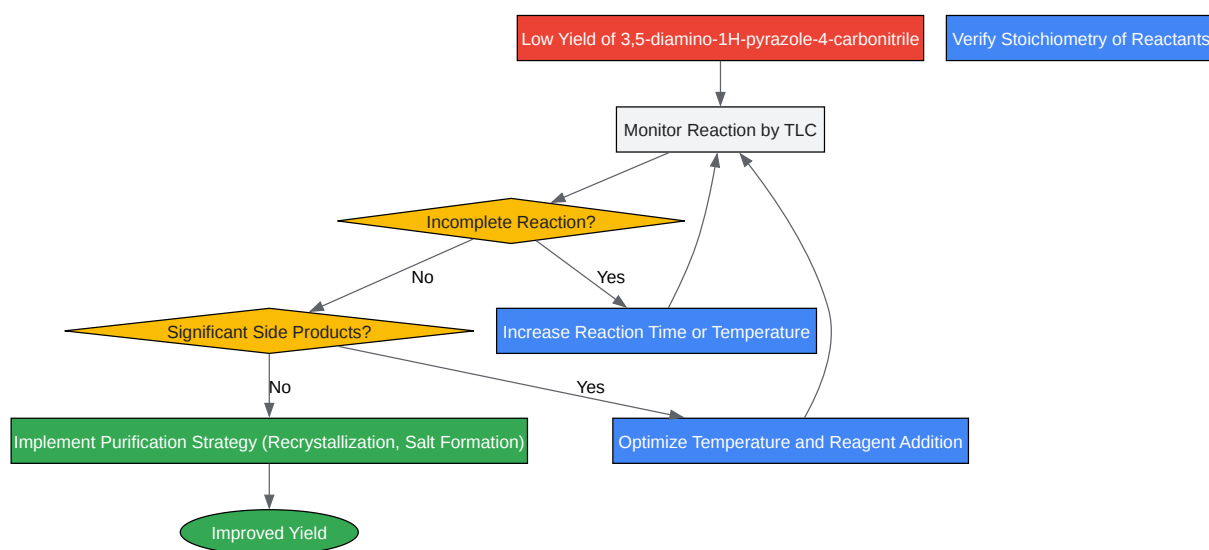 Low Yield of 3,5-diamino-1H-pyrazole-4-carbonitrile
Verify Stoichiometry of Reactants
Monitor Reaction by TLC
Incomplete Reaction?
No
Yes
Significant Side Products?
Increase Reaction Time or Temperature
No
Yes
Implement Purification Strategy (Recrystallization, Salt Formation)
Optimize Temperature and Reagent Addition
Improved Yield